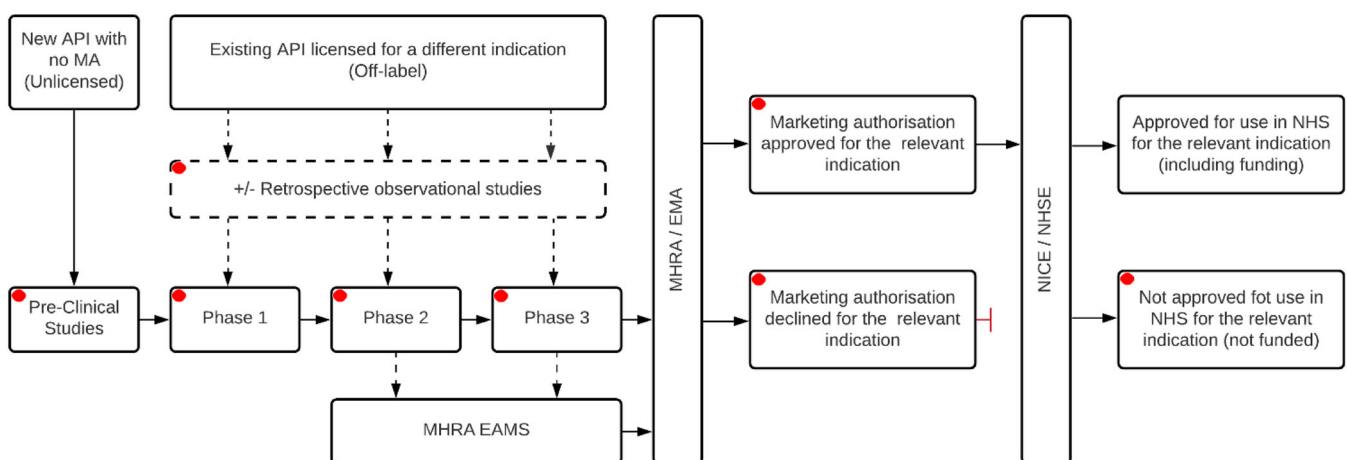 New API with
no MA
(Unlicensed)
Existing API licensed for a different indication
(Off-label)
+/- Retrospective observational studies
Pre-Clinical
Studies
Phase 1
Phase 2
Phase 3
MHRA EAMS
MHRA / EMA
Marketing authorisation
approved for the relevant
indication
Marketing authorisation
declined for the relevant
indication
NICE / NHSE
Approved for use in NHS
for the relevant indication
(including funding)
Not approved fot use in
NHS for the relevant
indication (not funded)